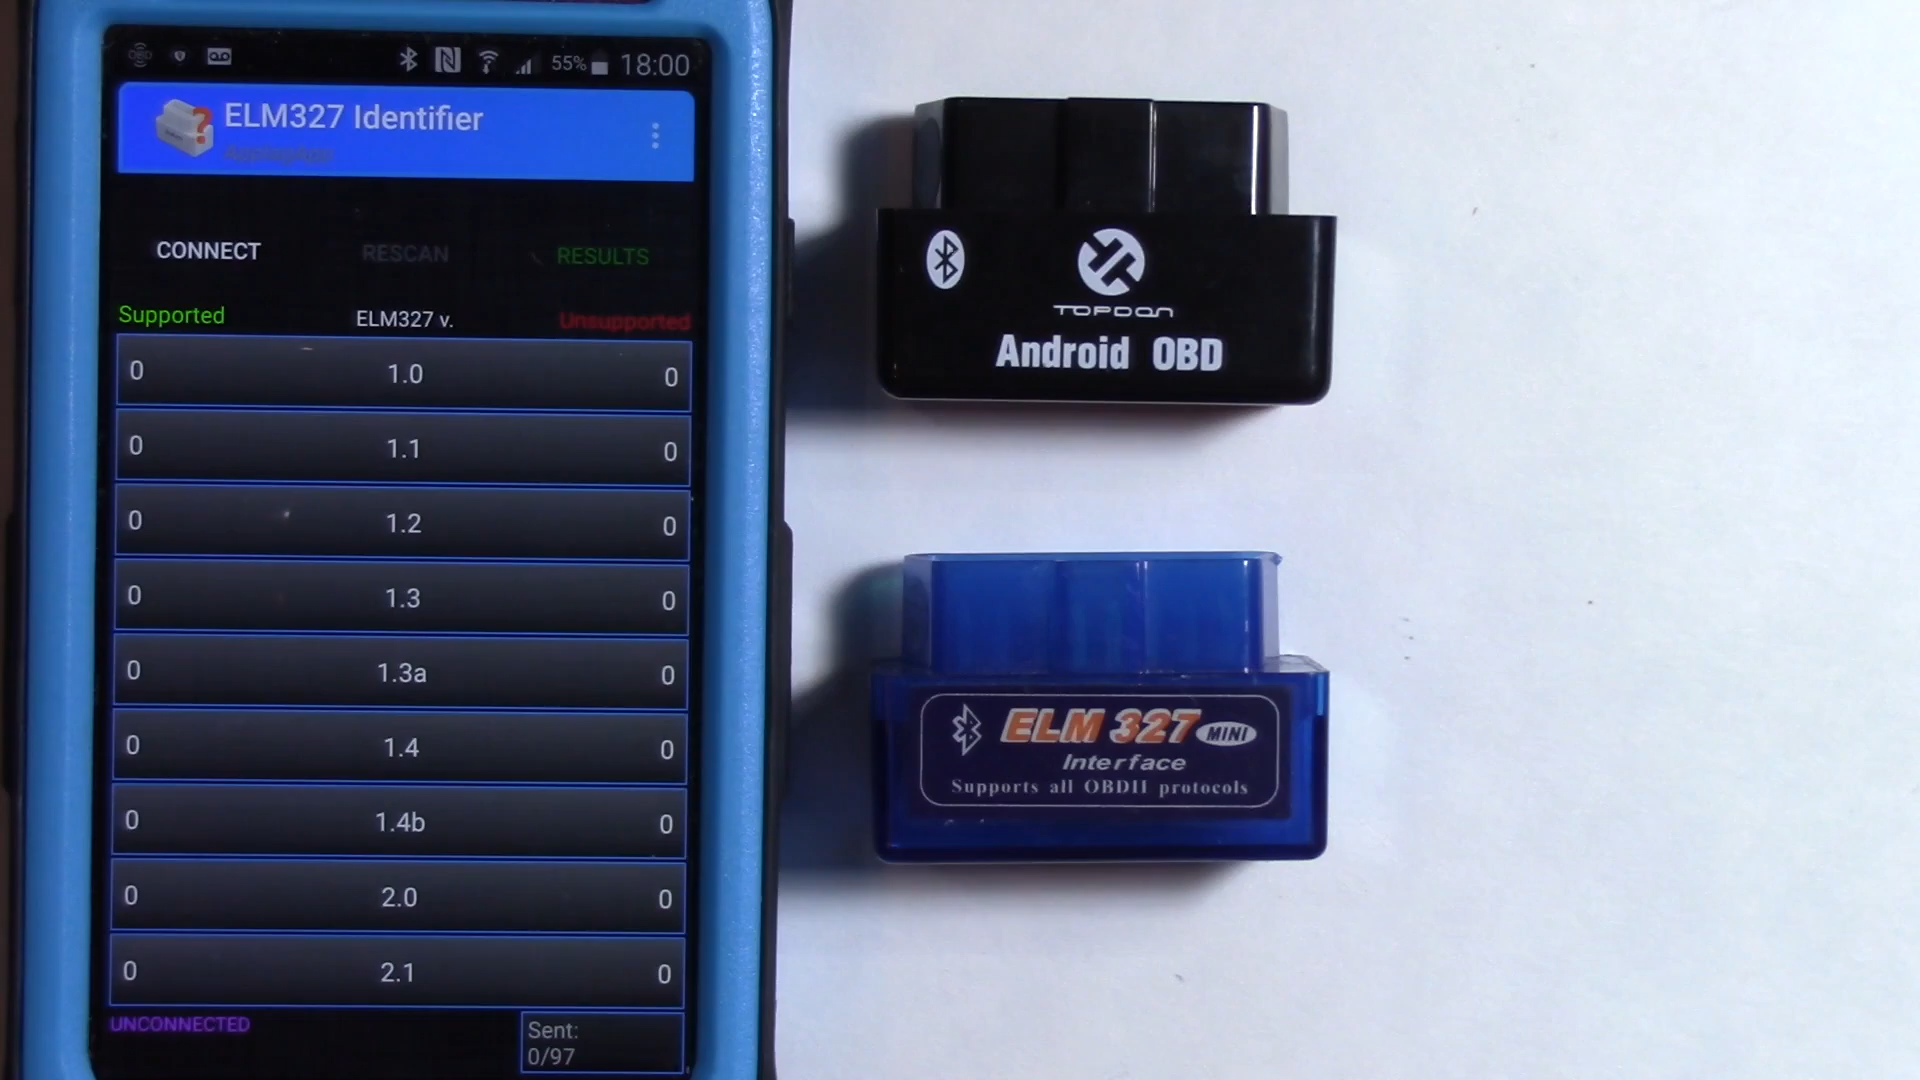 55% 18:00
ELM327 Identifier
AppleqApp
CONNECT RESCAN RESULTS
Supported ELM327 v. Unsupported
0 1.0 0
0 1.1 0
0 1.2 0
0 1.3 0
0 1.3a 0
0 1.4 0
0 1.4b 0
0 2.0 0
0 2.1 0
UNCONNECTED
Sent:
0/97
TOPDON
Android OBD
ELM 327 MINI
Interface
Supports all OBDII protocols